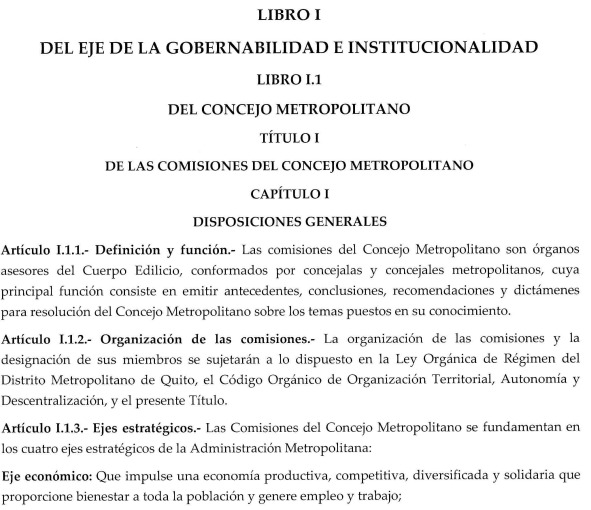 LIBRO I
DEL EJE DE LA GOBERNABILIDAD E INSTITUCIONALIDAD
LIBRO I.1
DEL CONCEJO METROPOLITANO
TÍTULO I
DE LAS COMISIONES DEL CONCEJO METROPOLITANO
CAPÍTULO I
DISPOSICIONES GENERALES
Artículo I.1.1.- Definición y función.- Las comisiones del Concejo Metropolitano son órganos
asesores del Cuerpo Edilicio, conformados por concejalas y concejales metropolitanos, cuya
principal función consiste en emitir antecedentes, conclusiones, recomendaciones y dictámenes
para resolución del Concejo Metropolitano sobre los temas puestos en su conocimiento.
Artículo I.1.2.- Organización de las comisiones.- La organización de las comisiones y la
designación de sus miembros se sujetarán a lo dispuesto en la Ley Orgánica de Régimen del
Distrito Metropolitano de Quito, el Código Orgánico de Organización Territorial, Autonomía y
Descentralización, y el presente Título.
Artículo I.1.3.- Ejes estratégicos.- Las Comisiones del Concejo Metropolitano se fundamentan en
los cuatro ejes estratégicos de la Administración Metropolitana:
Eje económico: Que impulse una economía productiva, competitiva, diversificada y solidaria que
proporcione bienestar a toda la población y genere empleo y trabajo;